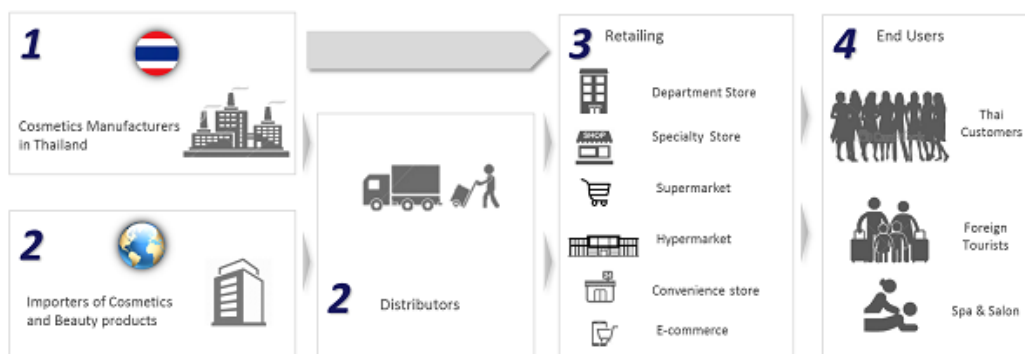 1
Cosmetics Manufacturers
in Thailand
2
Importers of Cosmetics
and Beauty products
2
Distributors
3
Retailing
Department Store
SHOP
Specialty Store
Supermarket
Hypermarket
24
Convenience store
E-commerce
4
End Users
Thai
Customers
Foreign
Tourists
Spa & Salon